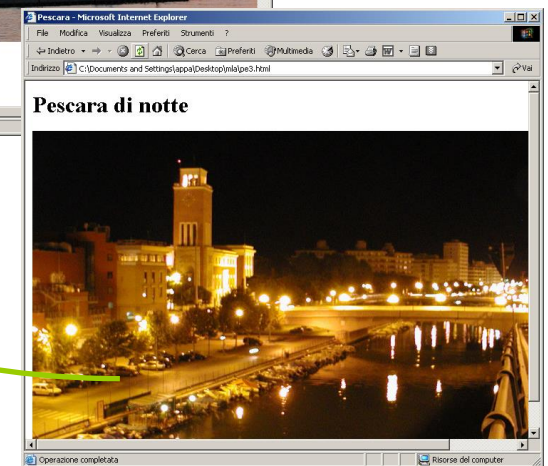 Pescara - Microsoft Internet Explorer
File Modifica Visualizza Preferiti Strumenti ?
Indietro Cerca Preferiti Multimedia
Indirizzo C:\Documents and Settings\appa\Desktop\mla\pe3.html Vai
Pescara di notte
Operazione completata Risorse del computer